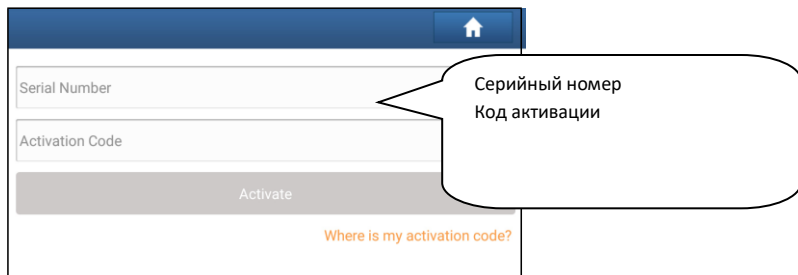 Serial Number
Серийный номер
Код активации
Activation Code
Activate
Where is my activation code?